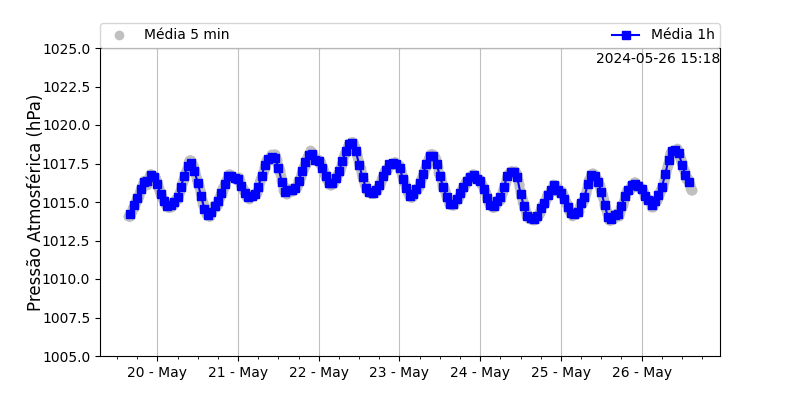 Média 5 min
Média 1h
2024-05-26 15:18
Pressão Atmosférica (hPa)
1025.0
1022.5
1020.0
1017.5
1015.0
1012.5
1010.0
1007.5
1005.0
20 - May
21 - May
22 - May
23 - May
24 - May
25 - May
26 - May